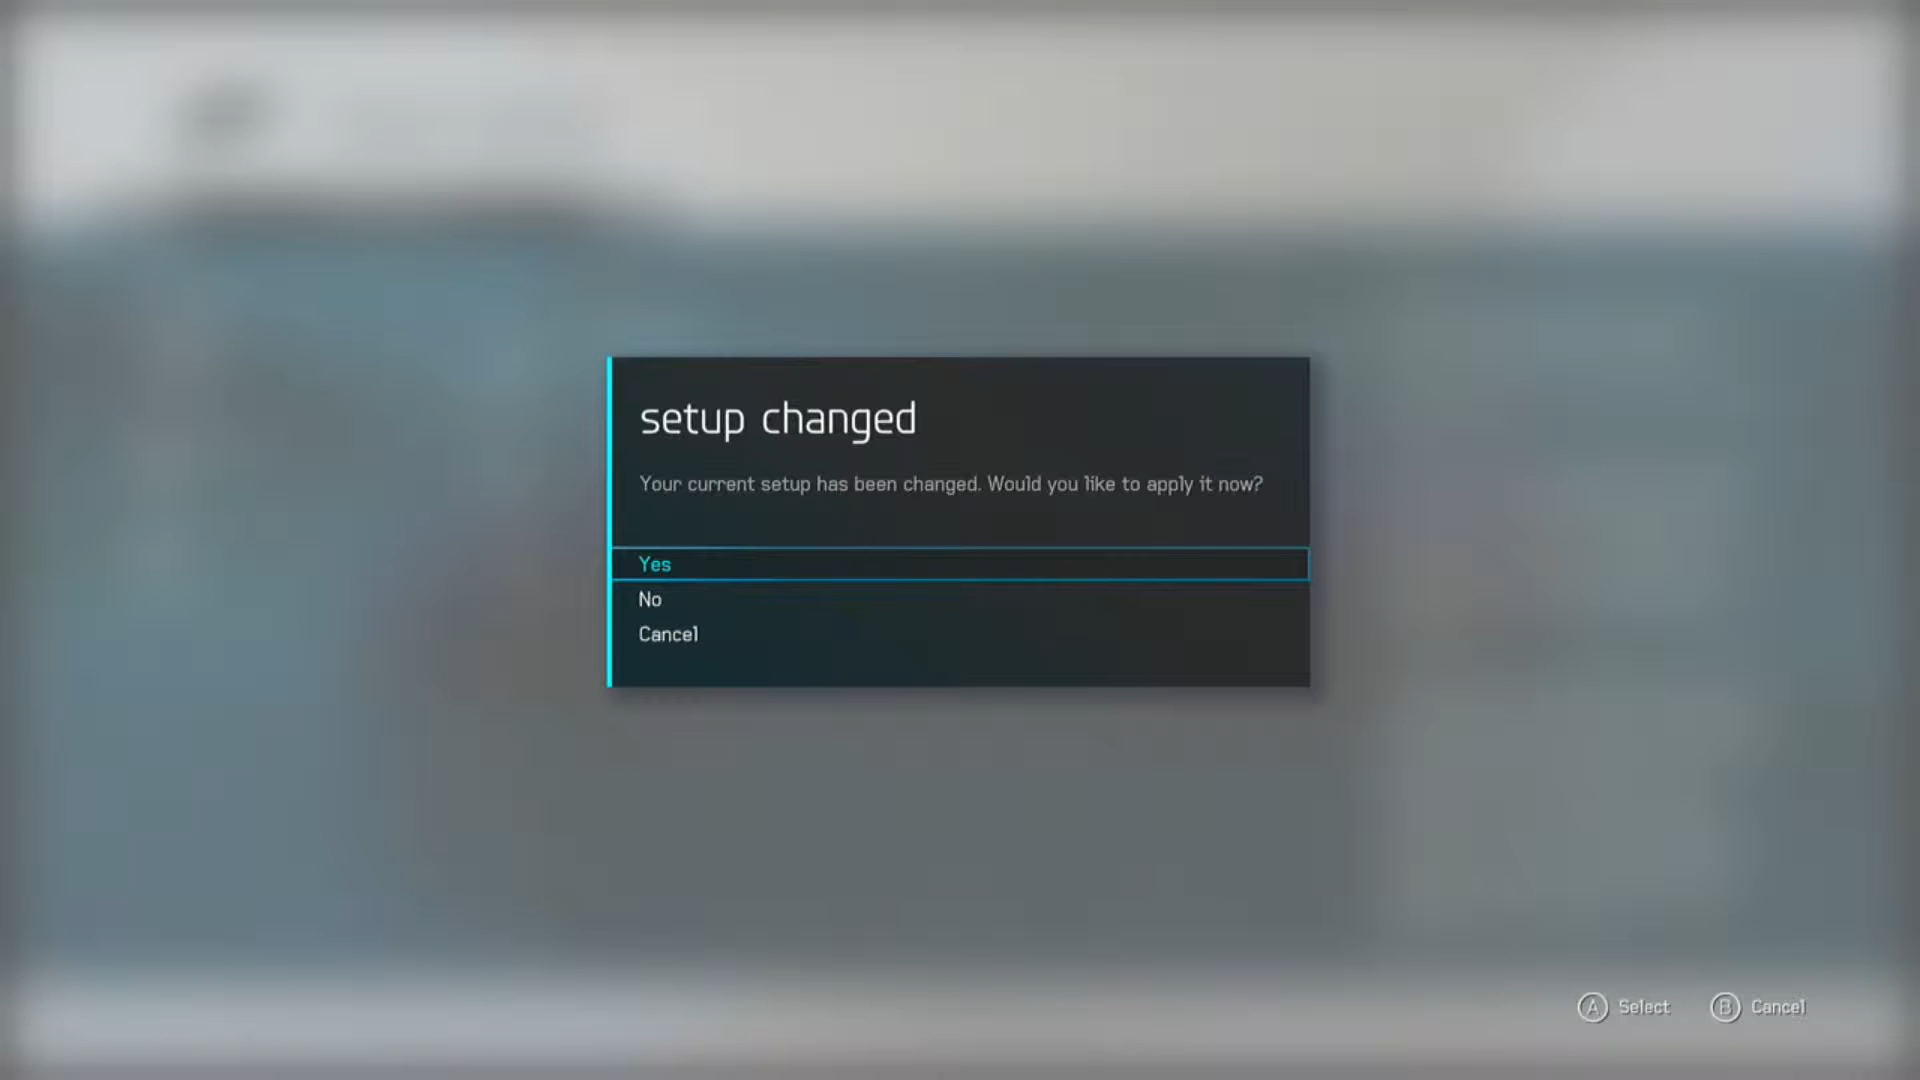 setup changed
Your current setup has been changed. Would you like to apply it now?
Yes
No
Cancel
A Select B Cancel